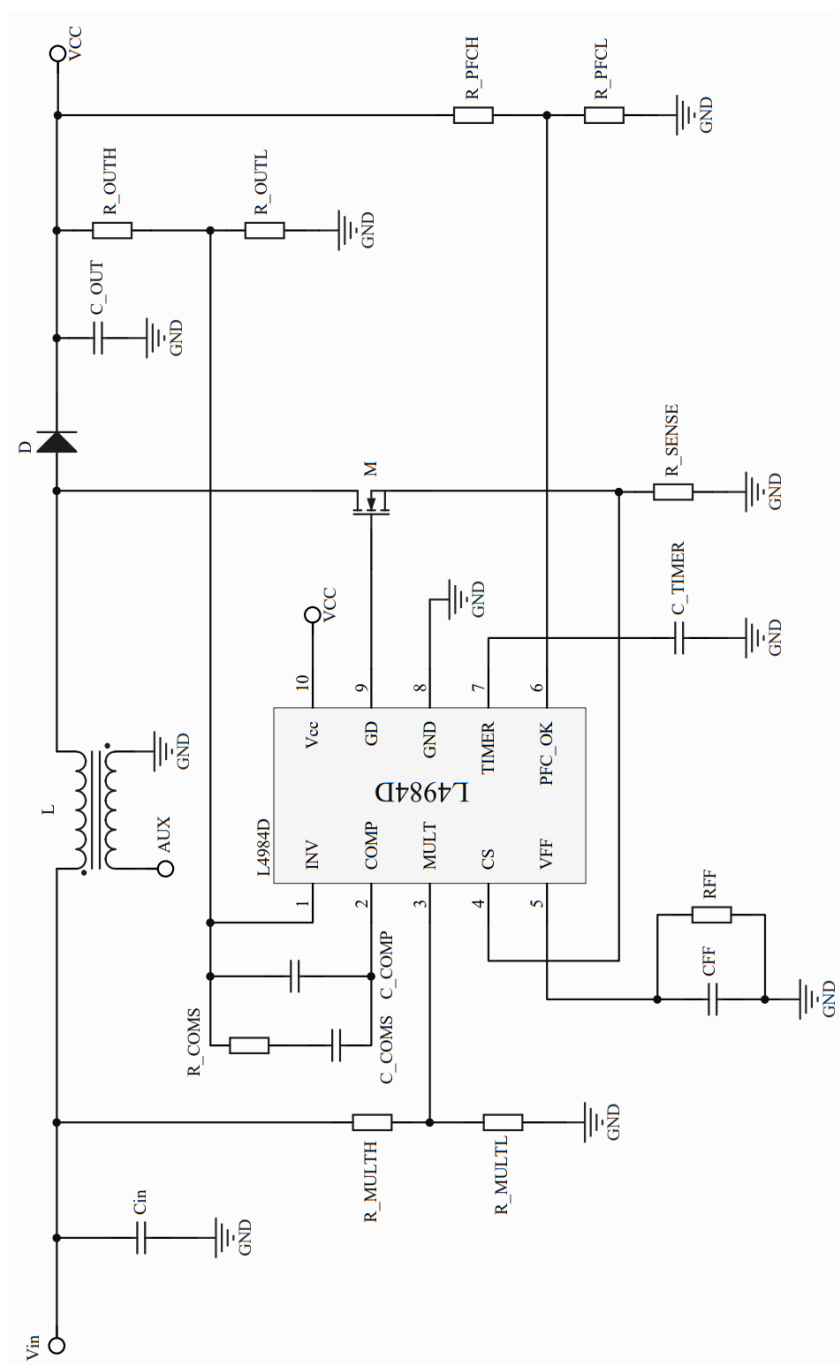 Vin
Cin
GND
R_MULTH
R_MULTL
GND
R_COMS
C_COMS
C_COMP
CFF
RFF
GND
L
AUX
GND
L4984D
L4984D
1
INV
2
COMP
3
MULT
4
CS
5
VFF
10
Vcc
9
GD
8
GND
7
TIMER
6
PFC_OK
VCC
GND
C_TIMER
GND
M
R_SENSE
GND
D
C_OUT
GND
R_OUTH
R_OUTL
GND
VCC
R_PFCH
R_PFCL
GND